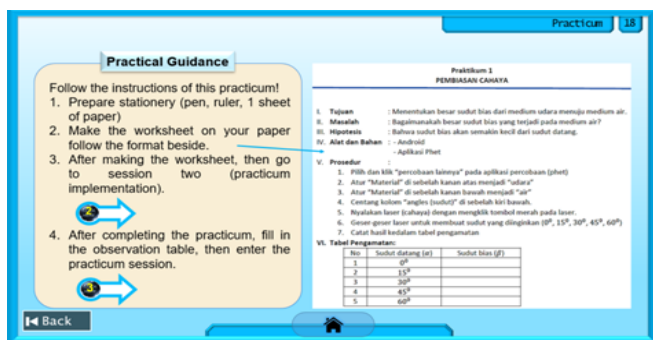 Practicum
18
Practical Guidance
Follow the instructions of this practicum!
1. Prepare stationery (pen, ruler, 1 sheet
of paper)
2. Make the worksheet on your paper
follow the format beside.
3. After making the worksheet, then go
to session two (practicum
implementation).
2
4. After completing the practicum, fill in
the observation table, then enter the
practicum session.
3
Back
Praktikum 1
PEMBIASAN CAHAYA
I. Tujuan : Menentukan besar sudut bias dari medium udara menuju medium air.
II. Masalah : Bagaimanakah besar sudut bias yang terjadi pada medium air?
III. Hipotesis : Bahwa sudut bias akan semakin kecil dari sudut datang.
IV. Alat dan Bahan : - Android
- Aplikasi Phet
V. Prosedur :
1. Pilih dan klik "percobaan lainnya" pada aplikasi percobaan (phet)
2. Atur "Material" di sebelah kanan atas menjadi "udara"
3. Atur "Material" di sebelah kanan bawah menjadi "air"
4. Centang kolom "angles (sudut)" di sebelah kiri bawah.
5. Nyalakan laser (cahaya) dengan mengklik tombol merah pada laser.
6. Geser-geser laser untuk membuat sudut yang diinginkan (0⁰, 15⁰, 30⁰, 45⁰, 60⁰)
7. Catat hasil kedalam tabel pengamatan
VI. Tabel Pengamatan:
No Sudut datang (α) Sudut bias (β)
1 0⁰
2 15⁰
3 30⁰
4 45⁰
5 60⁰